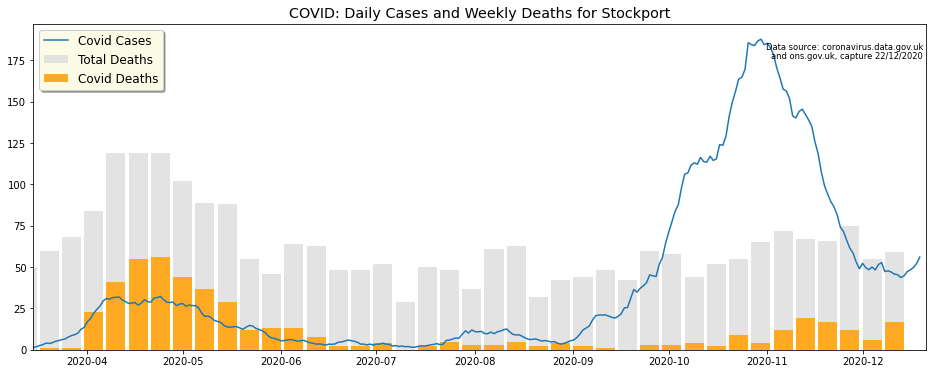 COVID: Daily Cases and Weekly Deaths for Stockport
Covid Cases
Total Deaths
Covid Deaths
Data source: coronavirus.data.gov.uk
and ons.gov.uk, capture 22/12/2020
175
150
125
100
75
50
25
0
2020-04 2020-05 2020-06 2020-07 2020-08 2020-09 2020-10 2020-11 2020-12